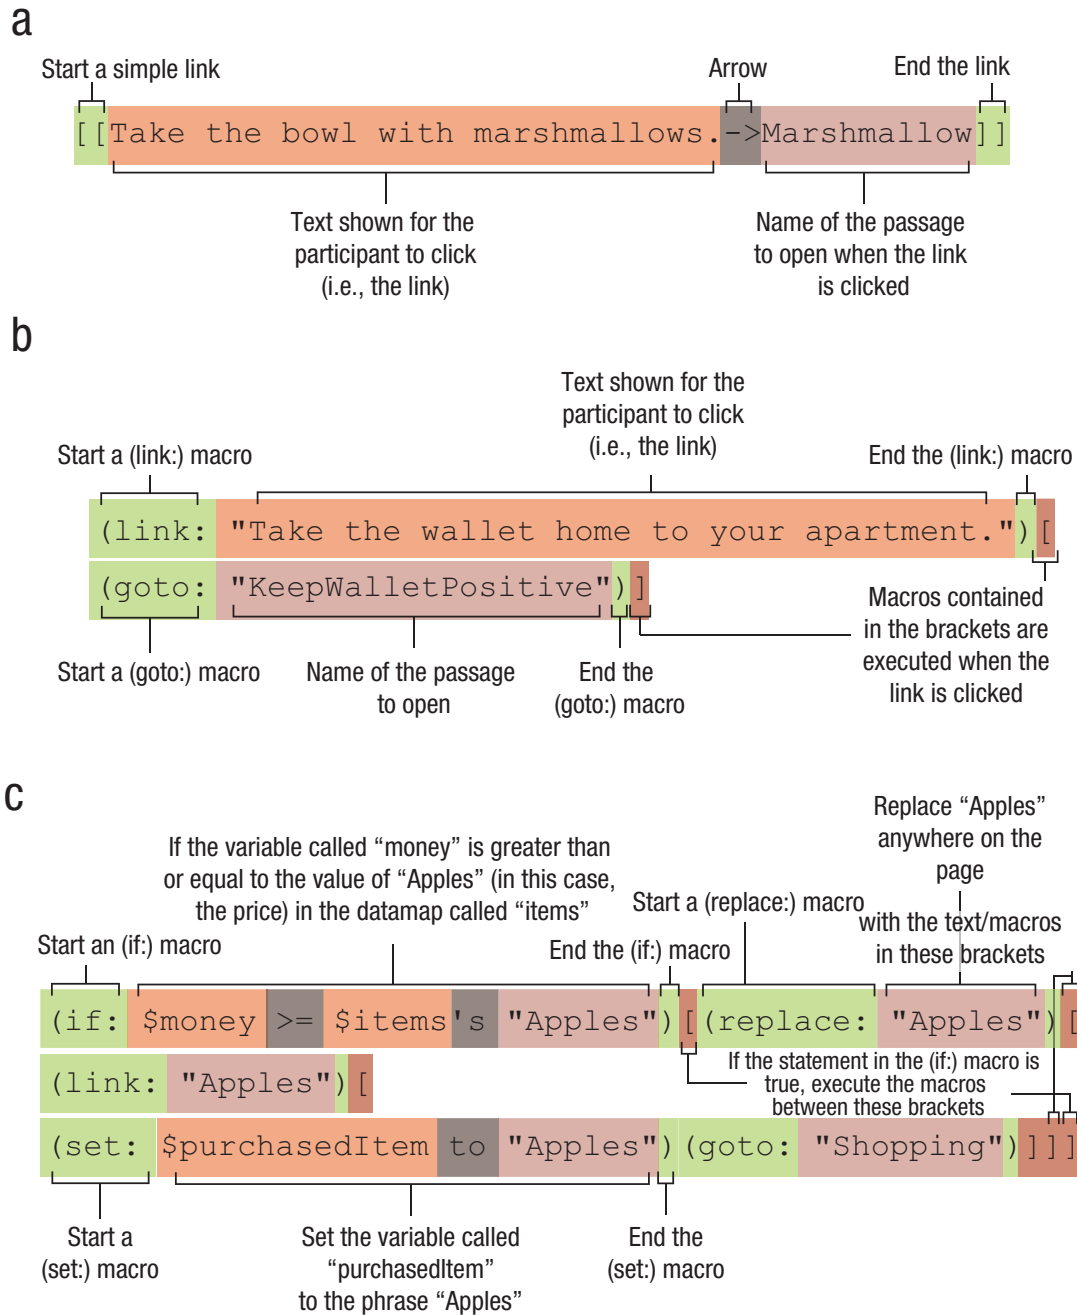 a
Start a simple link
Arrow
End the link
[[Take the bowl with marshmallows.->Marshmallow]]
Text shown for the
participant to click
(i.e., the link)
Name of the passage
to open when the link
is clicked
b
Text shown for the
participant to click
(i.e., the link)
Start a (link:) macro
End the (link:) macro
(link: "Take the wallet home to your apartment.")[
(goto: "KeepWalletPositive")]
Start a (goto:) macro
Name of the passage
to open
End the
(goto:) macro
Macros contained
in the brackets are
executed when the
link is clicked
c
If the variable called “money” is greater than
or equal to the value of “Apples” (in this case,
the price) in the datamap called “items”
Replace “Apples”
anywhere on the
page
Start an (if:) macro
End the (if:) macro
Start a (replace:) macro
with the text/macros
in these brackets
(if: $money >= $items's "Apples")[(replace: "Apples")[
(link: "Apples")[
If the statement in the (if:) macro is
true, execute the macros
between these brackets
(set: $purchasedItem to "Apples")(goto: "Shopping")]]]
Start a
(set:) macro
Set the variable called
“purchasedItem”
to the phrase “Apples”
End the
(set:) macro